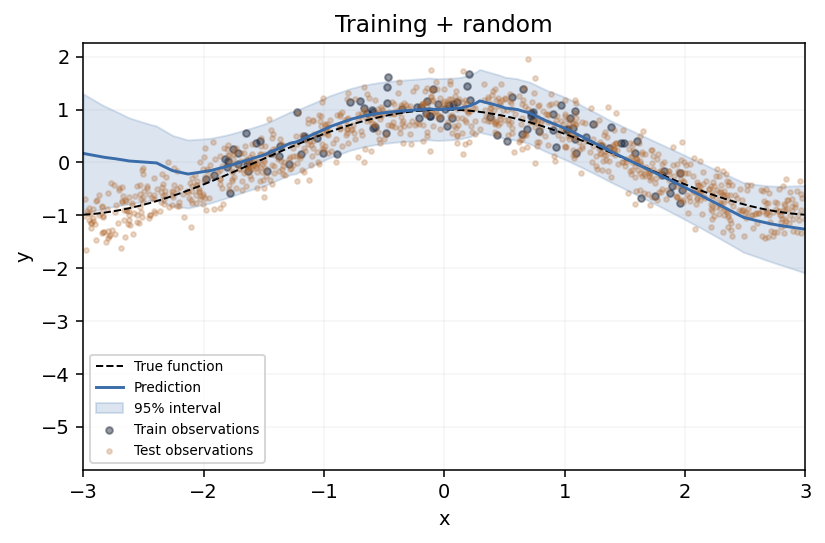 Training + random
2
1
0
−1
−2
−3
−4
−5
y
True function
Prediction
95% interval
Train observations
Test observations
−3 −2 −1 0 1 2 3
x